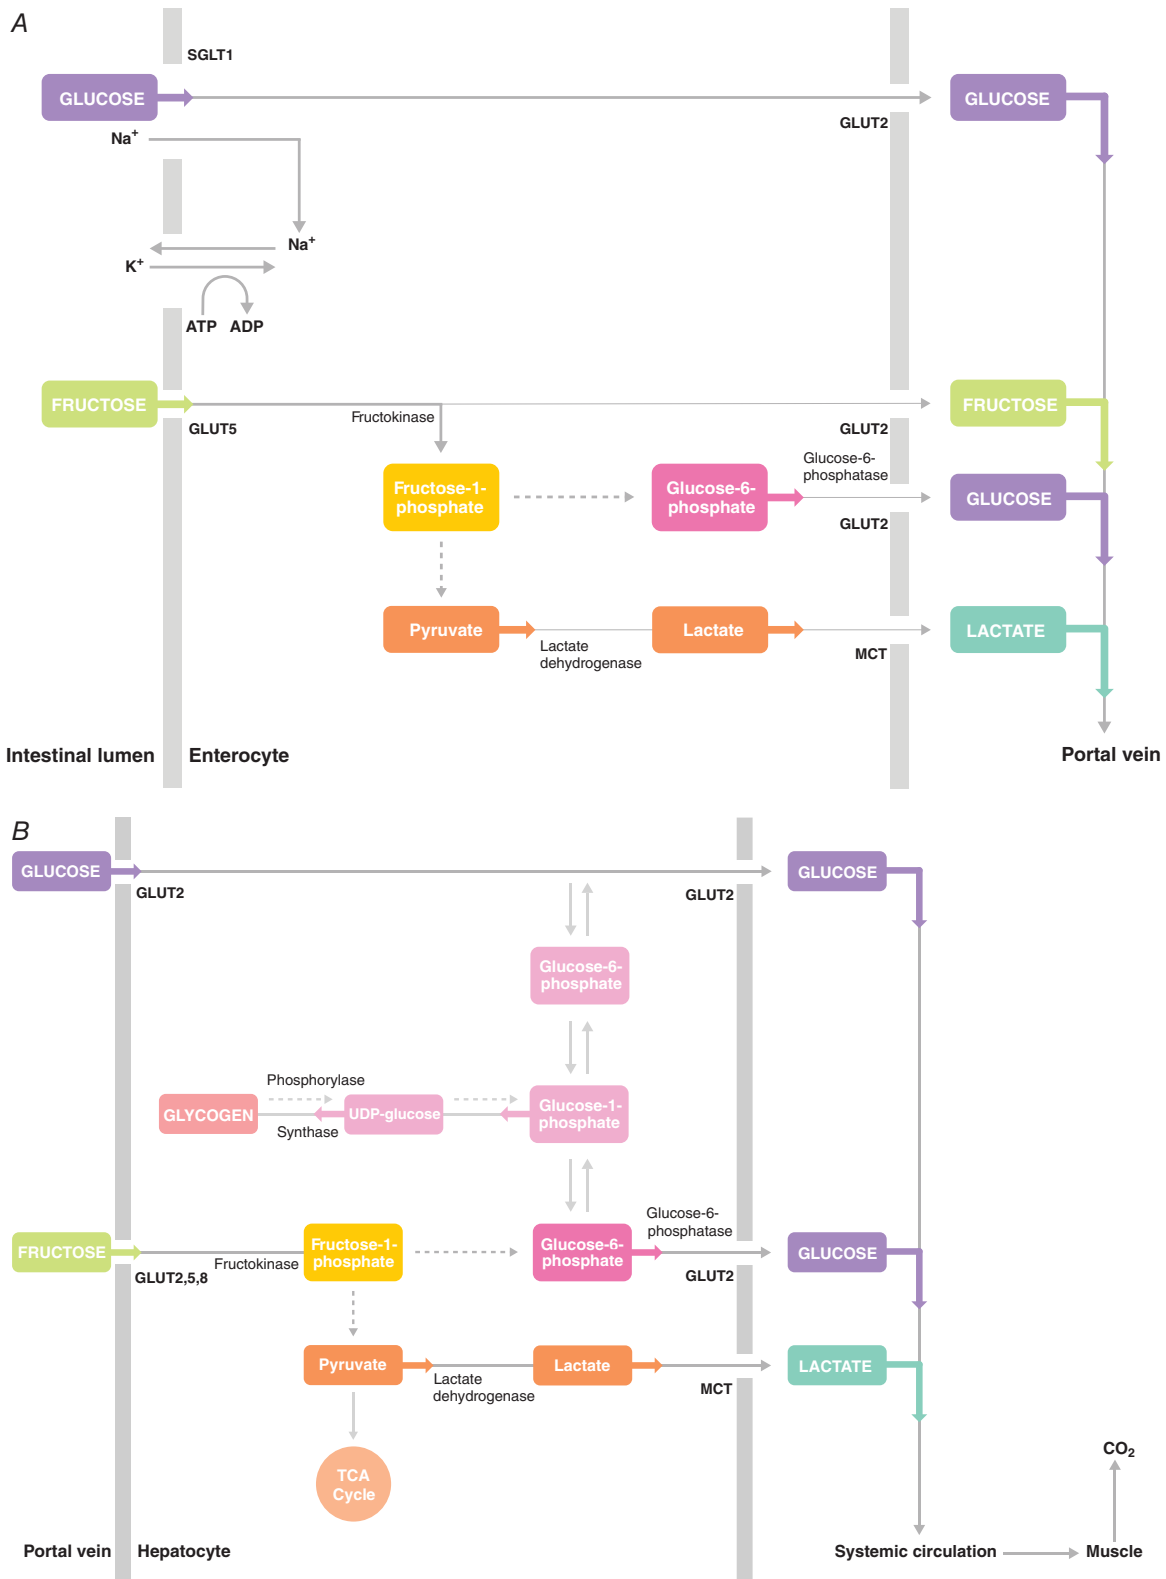 A
SGLT1
GLUCOSE
GLUCOSE
GLUT2
Na+
Na+
K+
ATP ADP
FRUCTOSE
FRUCTOSE
Fructokinase
GLUT5
GLUT2
Glucose-6-
phosphatase
Fructose-1-
phosphate
Glucose-6-
phosphate
GLUCOSE
GLUT2
Pyruvate
Lactate
LACTATE
Lactate
dehydrogenase
MCT
Intestinal lumen
Enterocyte
Portal vein
B
GLUCOSE
GLUCOSE
GLUT2
GLUT2
Glucose-6-
phosphate
Phosphorylase
GLYCOGEN
UDP-glucose
Glucose-1-
phosphate
Synthase
Glucose-6-
phosphatase
FRUCTOSE
Fructokinase
Fructose-1-
phosphate
Glucose-6-
phosphate
GLUCOSE
GLUT2,5,8
GLUT2
Pyruvate
Lactate
LACTATE
Lactate
dehydrogenase
MCT
TCA
Cycle
CO2
Portal vein
Hepatocyte
Systemic circulation
Muscle